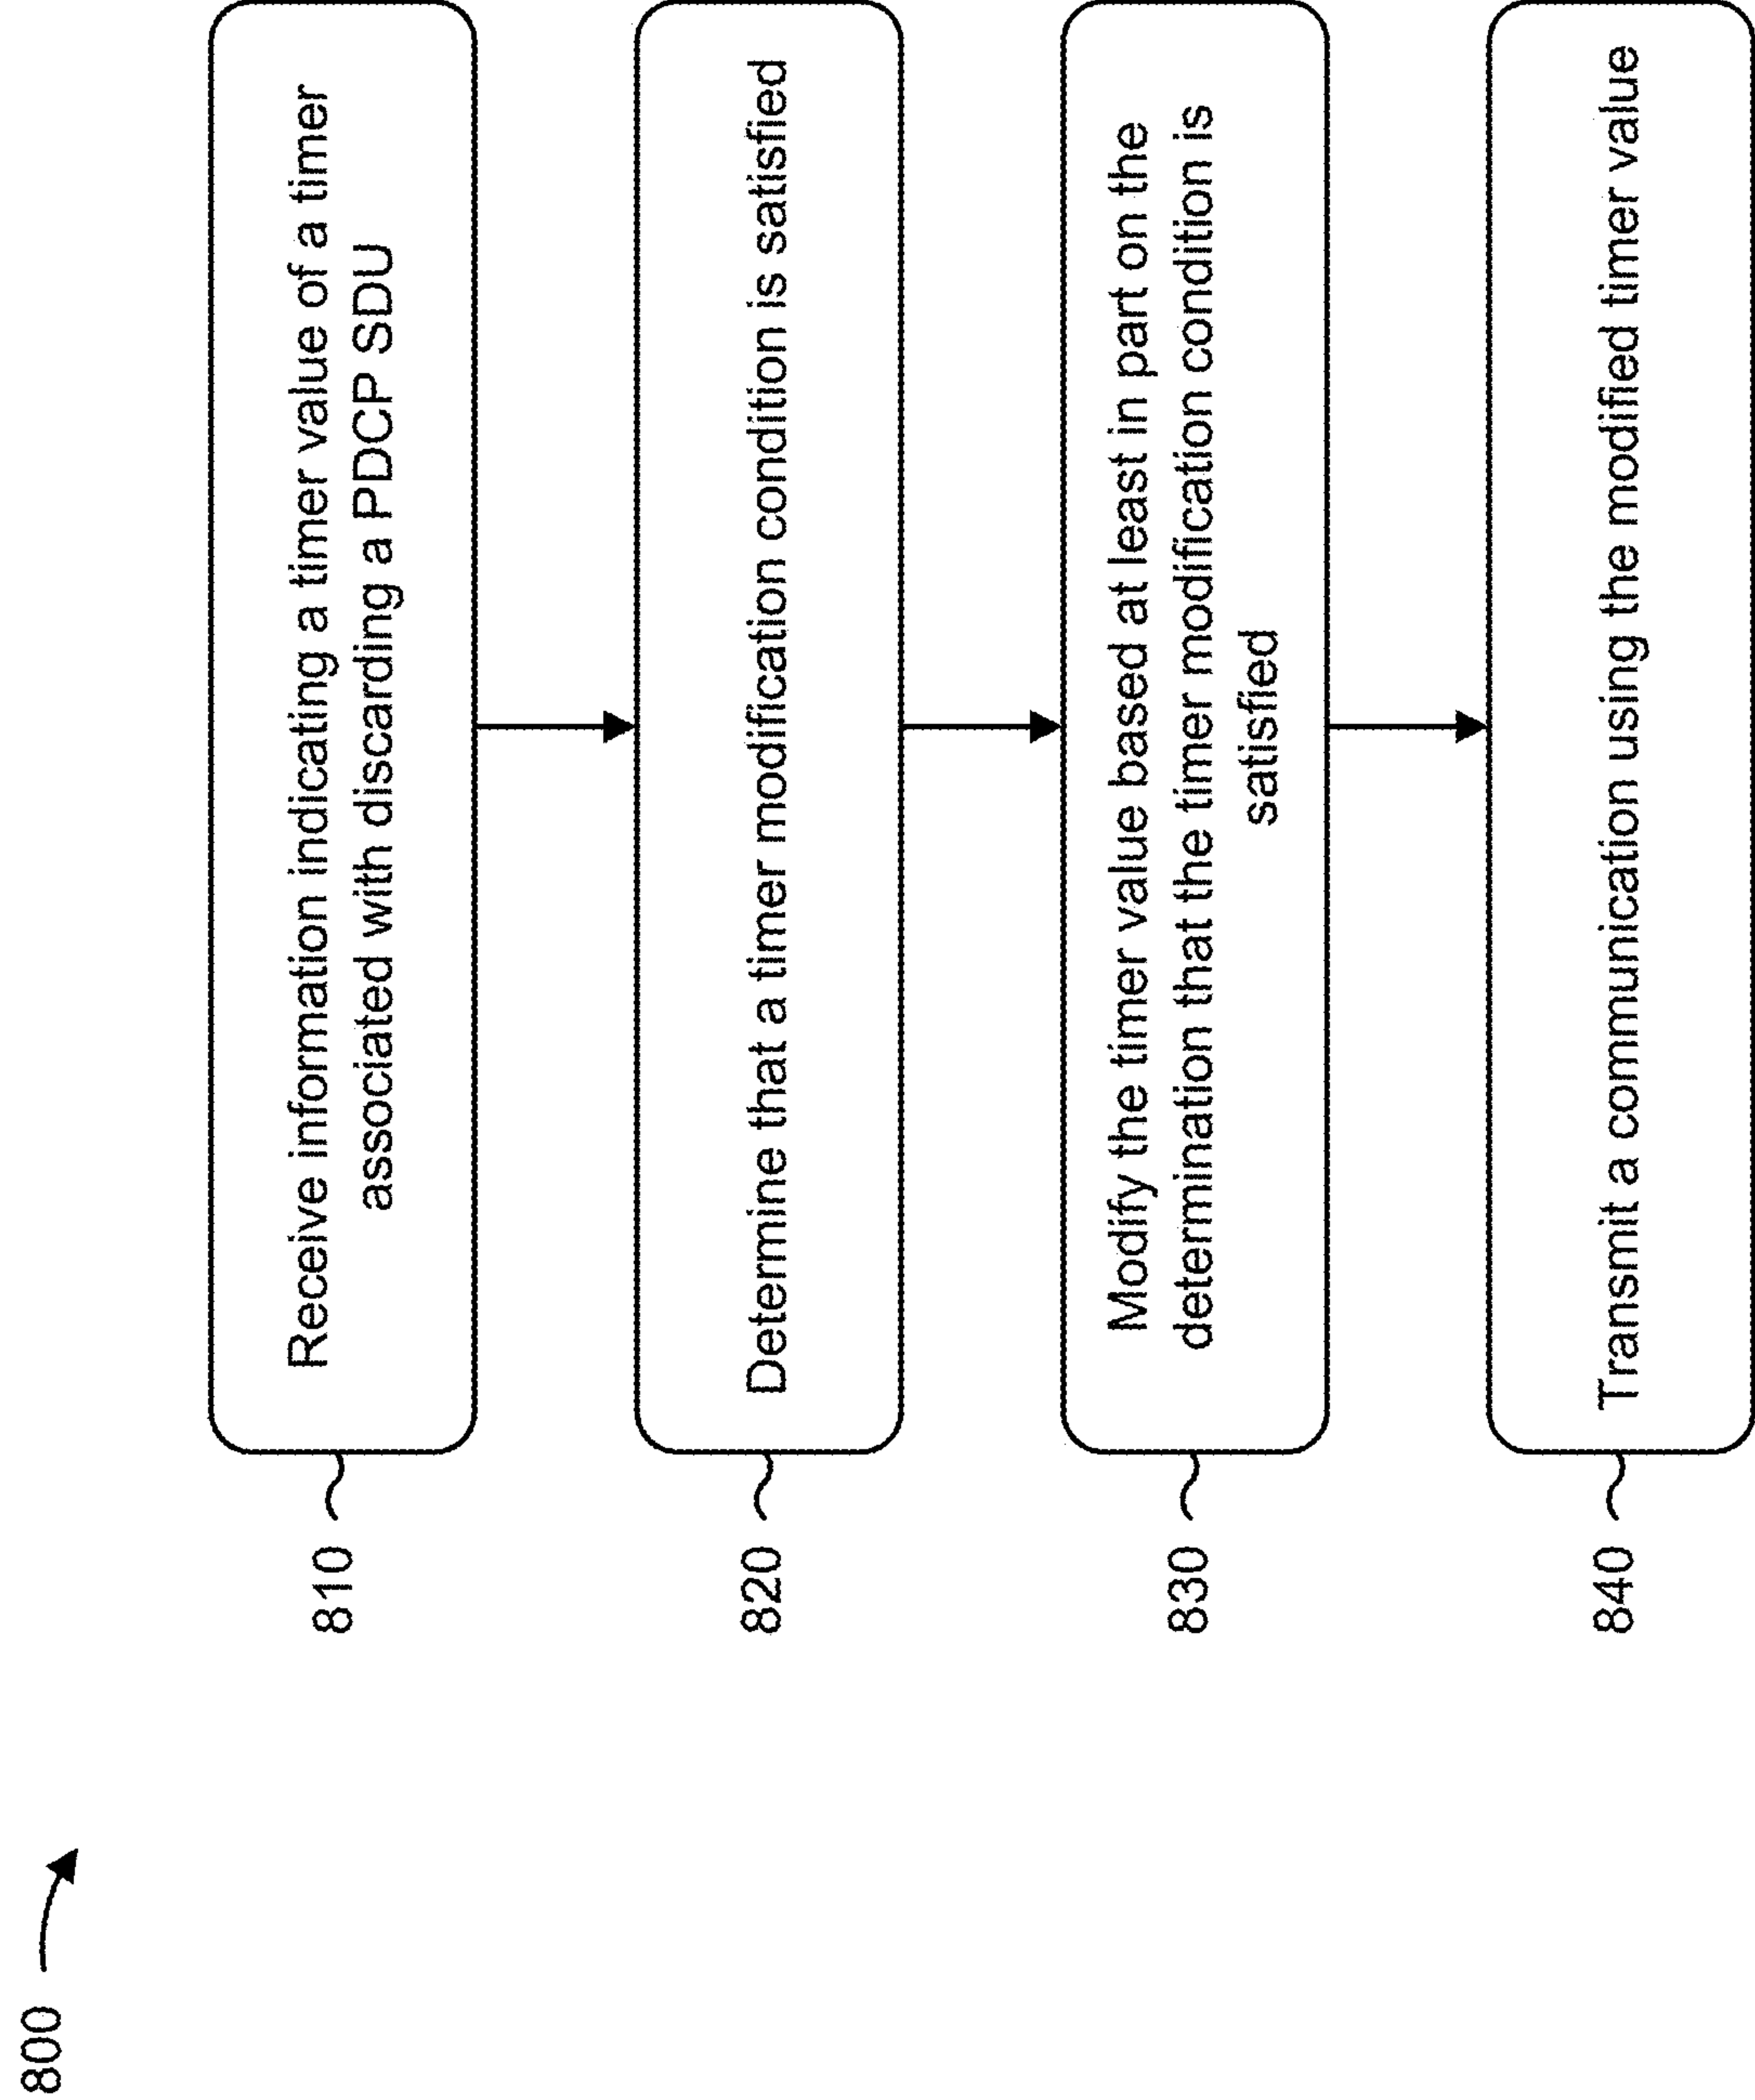 800
810
Receive information indicating a timer value of a timer
associated with discarding a PDCP SDU
820
Determine that a timer modification condition is satisfied
830
Modify the timer value based at least in part on the
determination that the timer modification condition is
satisfied
840
Transmit a communication using the modified timer value